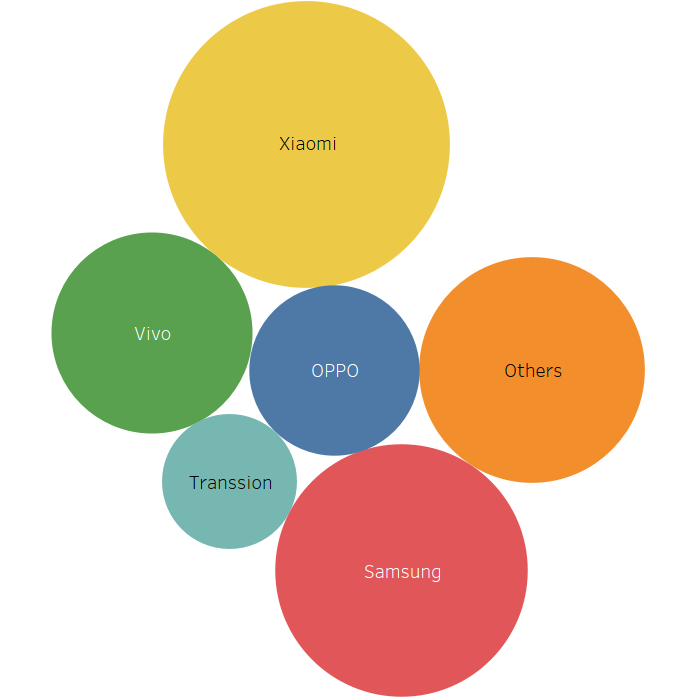 Xiaomi
Vivo
OPPO
Others
Transsion
Samsung